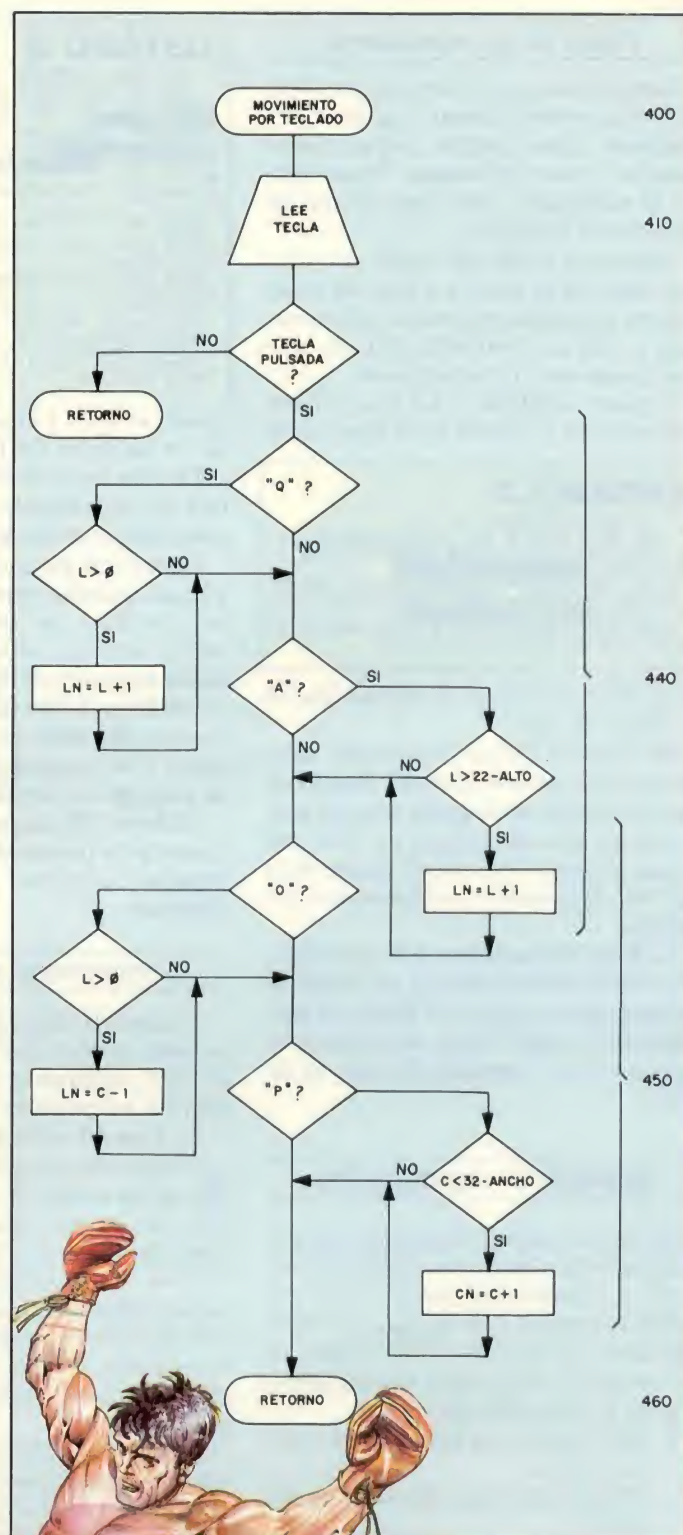 MOVIMIENTO
POR TECLADO
400
LEE
TECLA
410
TECLA
PULSADA
?
NO
SI
RETORNO
"Q" ?
SI
NO
L > Ø
NO
SI
LN = L + 1
"A" ?
SI
NO
440
L > 22 - ALTO
NO
SI
LN = L + 1
"O" ?
L > Ø
NO
SI
LN = C - 1
"P" ?
450
C < 32 - ANCHO
NO
SI
CN = C + 1
RETORNO
460